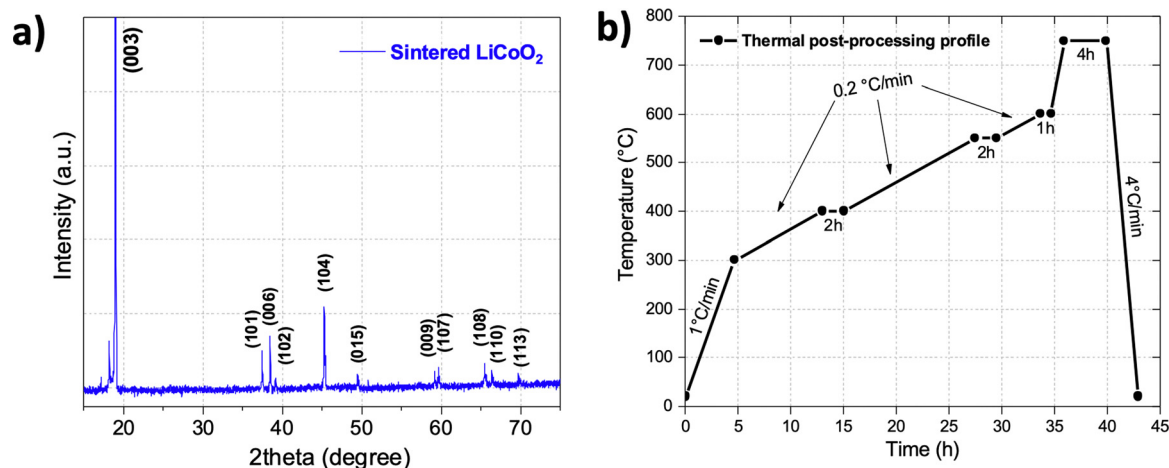 a)
Intensity (a.u.)
(003)
Sintered LiCoO₂
(101)
(006)
(102)
(104)
(015)
(009)
(107)
(108)
(110)
(113)
20
30
40
50
60
70
2theta (degree)
b)
Temperature (°C)
800
700
600
500
400
300
200
100
0
Thermal post-processing profile
0.2 °C/min
1°C/min
2h
2h
1h
4h
4°C/min
0
5
10
15
20
25
30
35
40
45
Time (h)